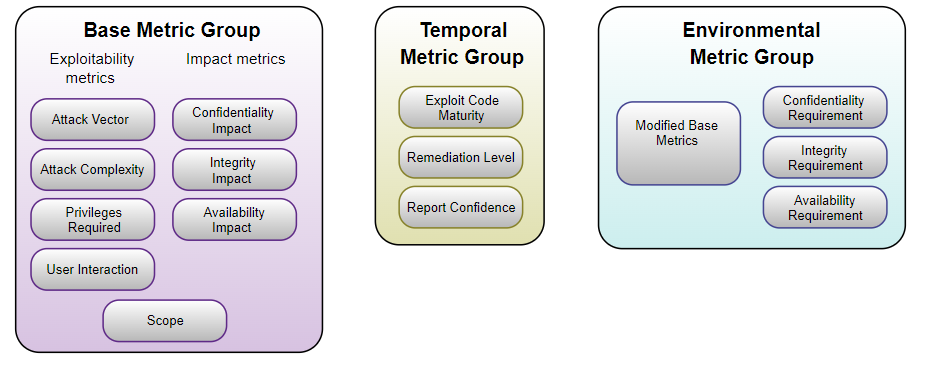 Base Metric Group
Exploitability
metrics
Impact metrics
Attack Vector
Attack Complexity
Privileges
Required
User Interaction
Confidentiality
Impact
Integrity
Impact
Availability
Impact
Scope
Temporal
Metric Group
Exploit Code
Maturity
Remediation Level
Report Confidence
Environmental
Metric Group
Modified Base
Metrics
Confidentiality
Requirement
Integrity
Requirement
Availability
Requirement